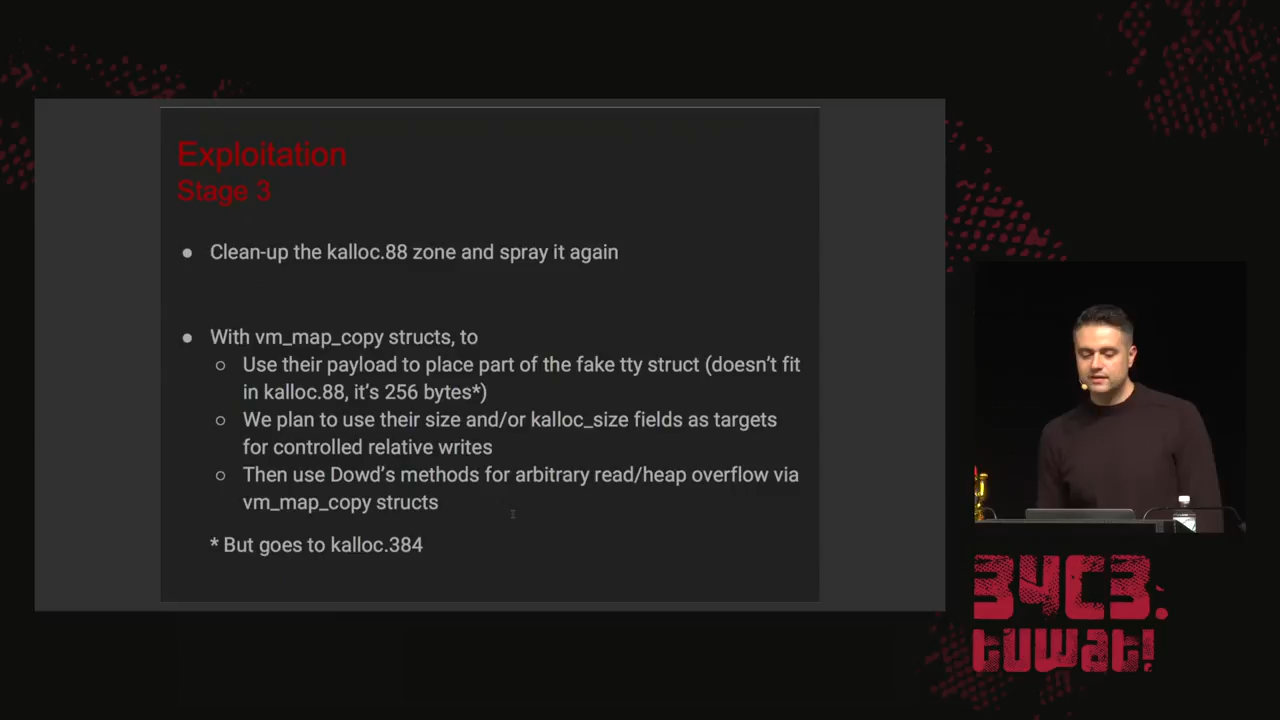 Exploitation
Stage 3
● Clean-up the kalloc.88 zone and spray it again
● With vm_map_copy structs, to
○ Use their payload to place part of the fake tty struct (doesn't fit
in kalloc.88, it's 256 bytes*)
○ We plan to use their size and/or kalloc_size fields as targets
for controlled relative writes
○ Then use Dowd's methods for arbitrary read/heap overflow via
vm_map_copy structs
* But goes to kalloc.384
34C3.
tuwat!